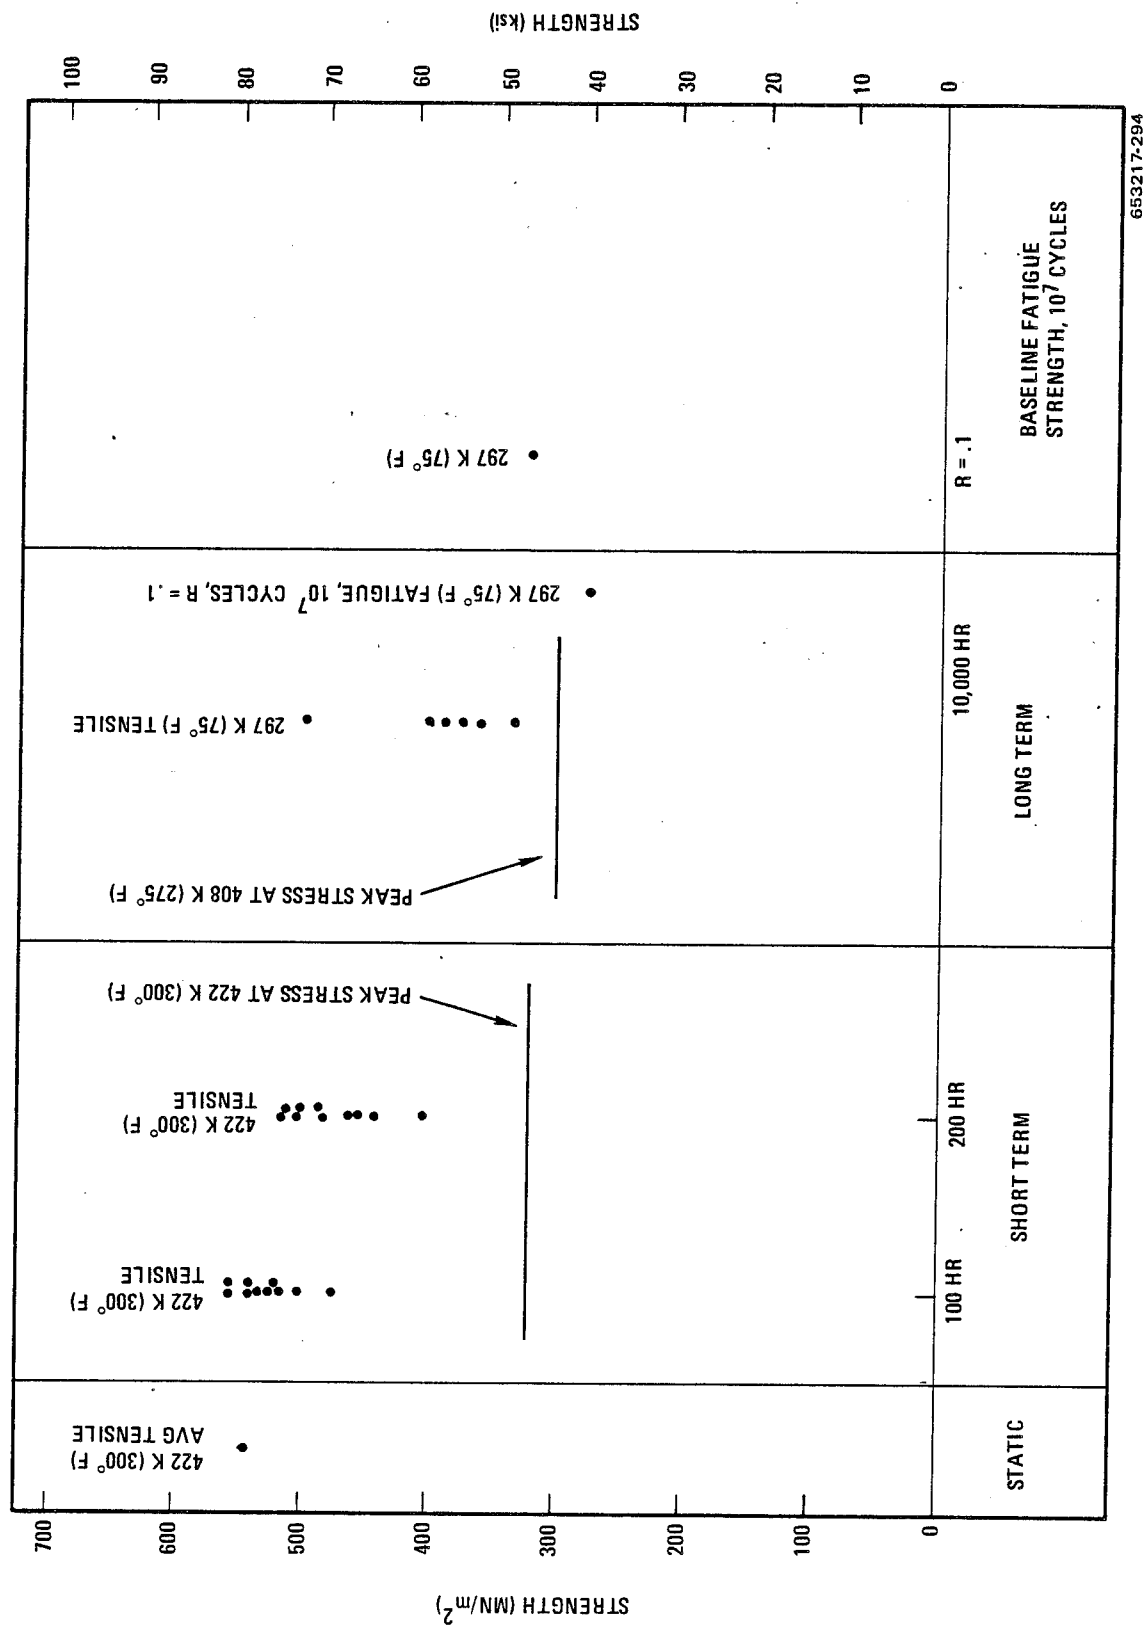 STRENGTH (MN/m²)
700
600
500
400
300
200
100
0
422 K (300° F)
AVG TENSILE
STATIC
422 K (300° F)
TENSILE
422 K (300° F)
TENSILE
PEAK STRESS AT 422 K (300° F)
100 HR
200 HR
SHORT TERM
PEAK STRESS AT 408 K (275° F)
297 K (75° F) TENSILE
297 K (75° F) FATIGUE, 10⁷ CYCLES, R = .1
10,000 HR
LONG TERM
297 K (75° F)
R = .1
BASELINE FATIGUE
STRENGTH, 10⁷ CYCLES
100
90
80
70
60
50
40
30
20
10
0
STRENGTH (ksi)
653217-294